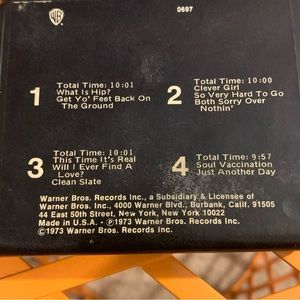 WB
0697
1
Total Time: 10:01
What Is Hip?
Get Yo' Feet Back On
The Ground
2
Total Time: 10:00
Clever Girl
So Very Hard To Go
Both Sorry Over
Nothin'
3
Total Time: 10:01
This Time It's Real
Will I Ever Find A
Love?
Clean Slate
4
Total Time: 9:57
Soul Vaccination
Just Another Day
Warner Bros. Records Inc., a Subsidiary & Licensee of
Warner Bros. Inc., 4000 Warner Blvd., Burbank, Calif. 91505
44 East 50th Street, New York, New York 10022
Made in U.S.A. · ℗1973 Warner Bros. Records Inc.
©1973 Warner Bros. Records Inc.